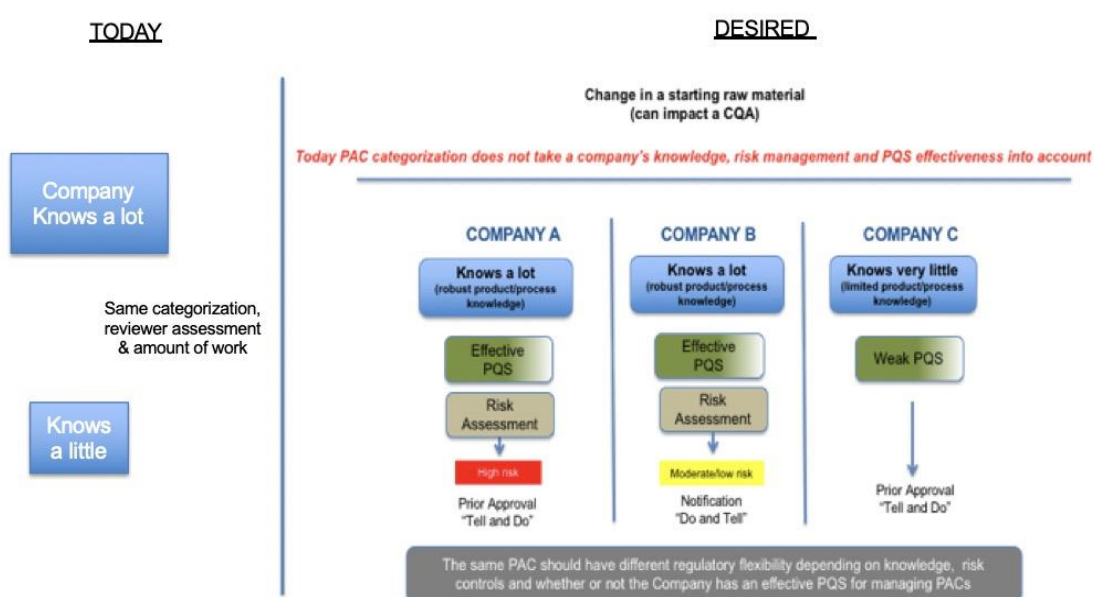 TODAY
Company
Knows a lot
Same categorization,
reviewer assessment
& amount of work
Knows
a little
DESIRED
Change in a starting raw material
(can impact a CQA)
Today PAC categorization does not take a company's knowledge, risk management and PQS effectiveness into account
COMPANY A
Knows a lot
(robust product/process
knowledge)
Effective
PQS
Risk
Assessment
High risk
Prior Approval
"Tell and Do"
COMPANY B
Knows a lot
(robust product/process
knowledge)
Effective
PQS
Risk
Assessment
Moderate/low risk
Notification
"Do and Tell"
COMPANY C
Knows very little
(limited product/process
knowledge)
Weak PQS
Prior Approval
"Tell and Do"
The same PAC should have different regulatory flexibility depending on knowledge, risk
controls and whether or not the Company has an effective PQS for managing PACs